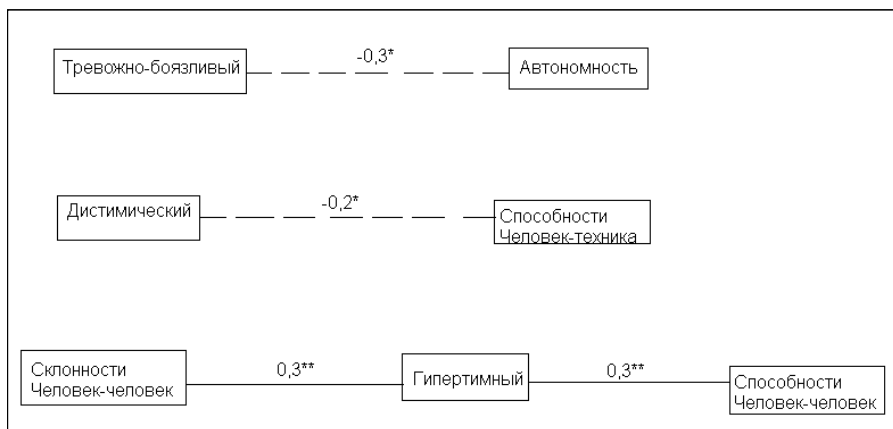 Тревожно-боязливый
-0,3*
Автономность
Дистимический
-0,2*
Способности
Человек-техника
Склонности
Человек-человек
0,3**
Гипертимный
0,3**
Способности
Человек-человек